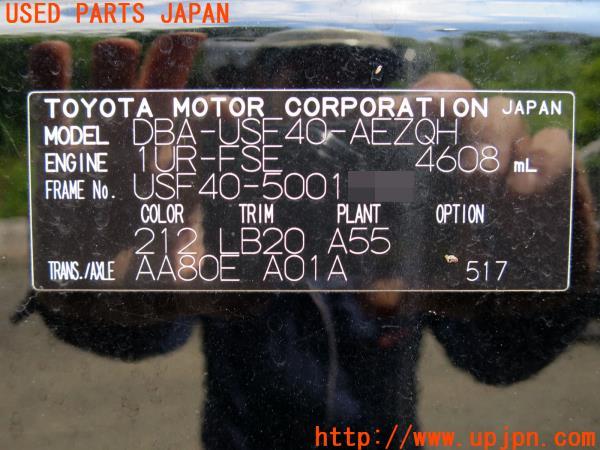 USED PARTS JAPAN
TOYOTA MOTOR CORPORATION JAPAN
MODEL DBA-USF40-AEZQH
ENGINE 1UR-FSE 4608 mL
FRAME No. USF40-5001
COLOR TRIM PLANT OPTION
212 LB20 A55
TRANS./AXLE AA80E A01A 517
http://www.upjpn.com